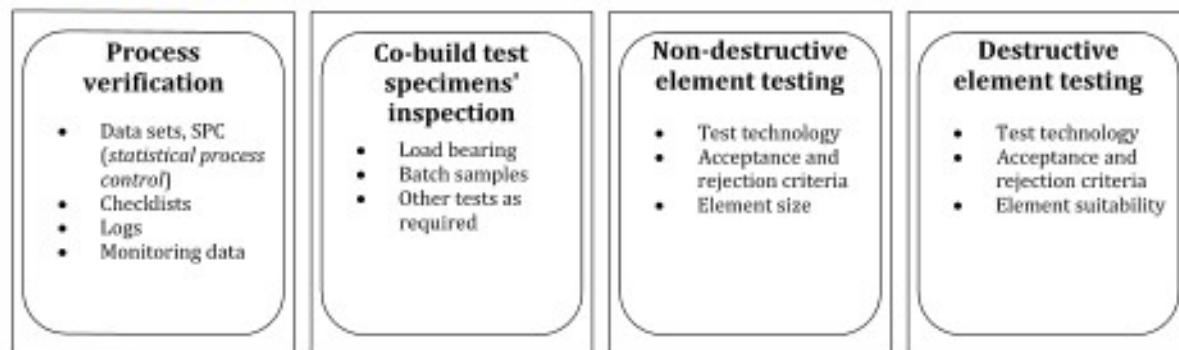 Process
verification
• Data sets, SPC
(statistical process
control)
• Checklists
• Logs
• Monitoring data
Co-build test
specimens'
inspection
• Load bearing
• Batch samples
• Other tests as
required
Non-destructive
element testing
• Test technology
• Acceptance and
rejection criteria
• Element size
Destructive
element testing
• Test technology
• Acceptance and
rejection criteria
• Element suitability